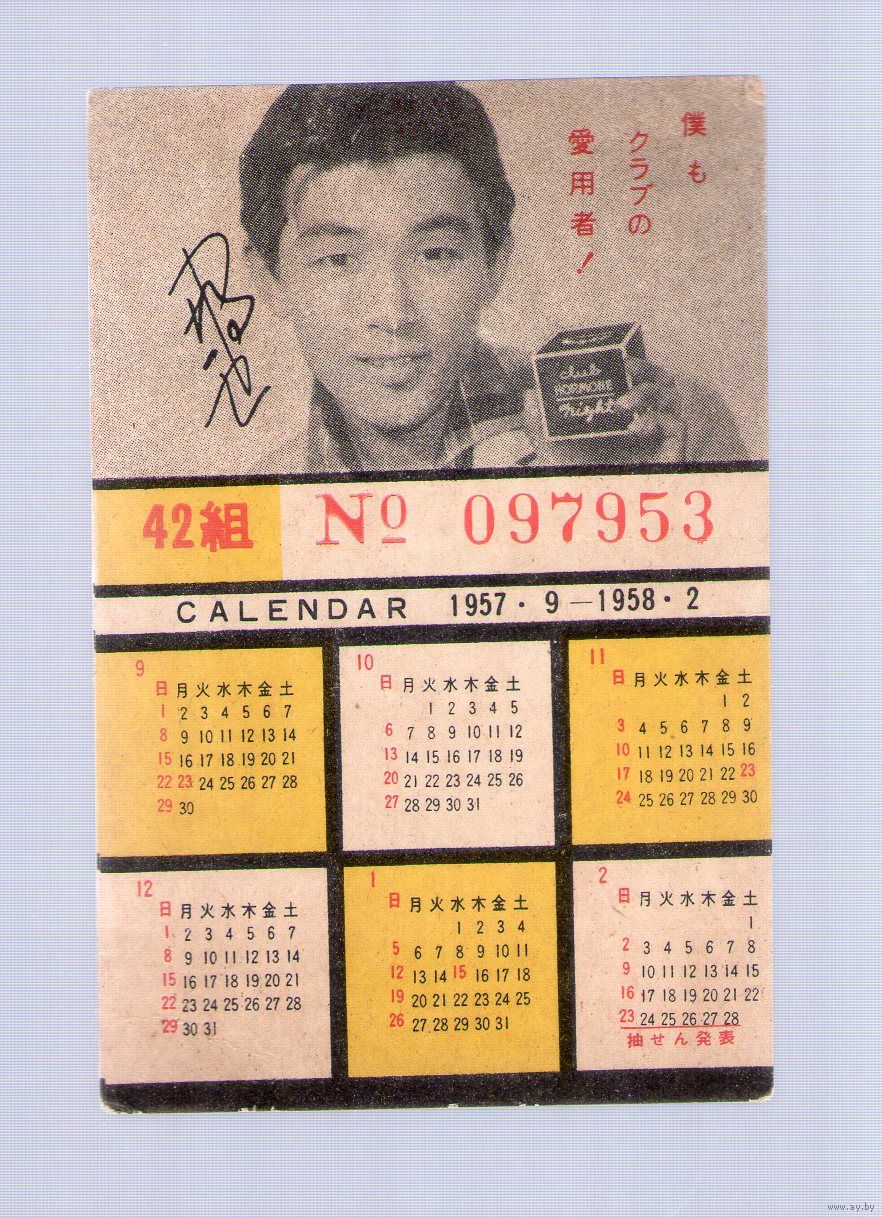 僕も
クラブの
愛用者!
club
HORMONE
Night
42組 No 097953
CALENDAR 1957・9—1958・2
9
日 月 火 水 木 金 土
1 2 3 4 5 6 7
8 9 10 11 12 13 14
15 16 17 18 19 20 21
22 23 24 25 26 27 28
29 30
10
日 月 火 水 木 金 土
1 2 3 4 5
6 7 8 9 10 11 12
13 14 15 16 17 18 19
20 21 22 23 24 25 26
27 28 29 30 31
11
日 月 火 水 木 金 土
1 2
3 4 5 6 7 8 9
10 11 12 13 14 15 16
17 18 19 20 21 22 23
24 25 26 27 28 29 30
12
日 月 火 水 木 金 土
1 2 3 4 5 6 7
8 9 10 11 12 13 14
15 16 17 18 19 20 21
22 23 24 25 26 27 28
29 30 31
1
日 月 火 水 木 金 土
1 2 3 4
5 6 7 8 9 10 11
12 13 14 15 16 17 18
19 20 21 22 23 24 25
26 27 28 29 30 31
2
日 月 火 水 木 金 土
1
2 3 4 5 6 7 8
9 10 11 12 13 14 15
16 17 18 19 20 21 22
23 24 25 26 27 28
抽せん発表
www.ay.by